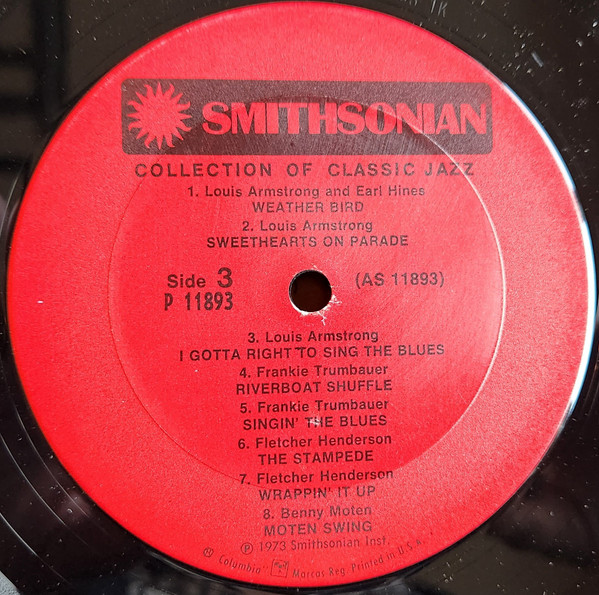 SMITHSONIAN
COLLECTION OF CLASSIC JAZZ
1. Louis Armstrong and Earl Hines
WEATHER BIRD
2. Louis Armstrong
SWEETHEARTS ON PARADE
Side 3
P 11893
(AS 11893)
3. Louis Armstrong
I GOTTA RIGHT TO SING THE BLUES
4. Frankie Trumbauer
RIVERBOAT SHUFFLE
5. Frankie Trumbauer
SINGIN' THE BLUES
6. Fletcher Henderson
THE STAMPEDE
7. Fletcher Henderson
WRAPPIN' IT UP
8. Benny Moten
MOTEN SWING
℗ 1973 Smithsonian Inst.
Columbia Marcas Reg. Printed in U.S.A.